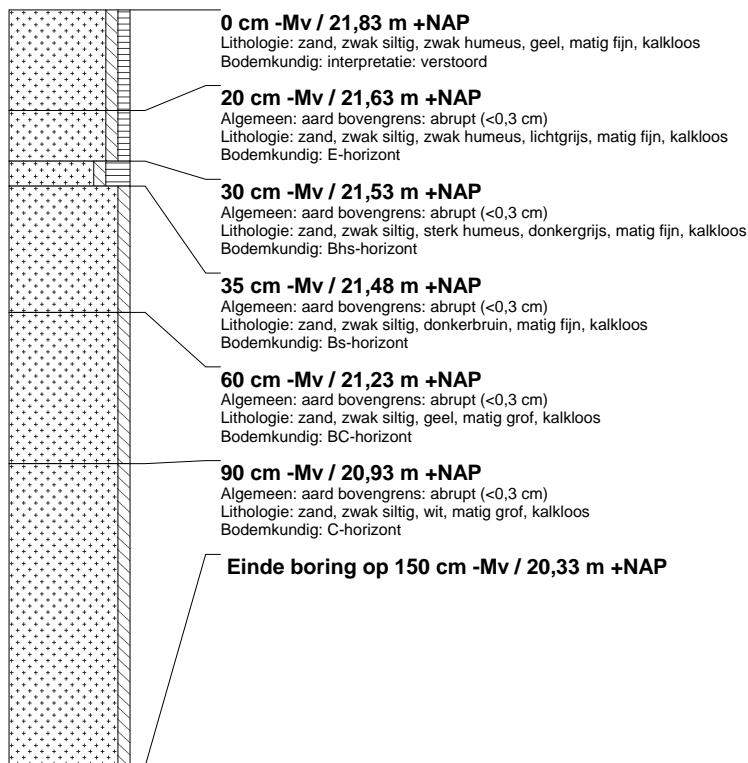 0 cm -Mv / 21,83 m +NAP
Lithologie: zand, zwak siltig, zwak humeus, geel, matig fijn, kalkloos
Bodemkundig: interpretatie: verstoord
20 cm -Mv / 21,63 m +NAP
Algemeen: aard bovengrens: abrupt (<0,3 cm)
Lithologie: zand, zwak siltig, zwak humeus, lichtgrijs, matig fijn, kalkloos
Bodemkundig: E-horizont
30 cm -Mv / 21,53 m +NAP
Algemeen: aard bovengrens: abrupt (<0,3 cm)
Lithologie: zand, zwak siltig, sterk humeus, donkergrijs, matig fijn, kalkloos
Bodemkundig: Bhs-horizont
35 cm -Mv / 21,48 m +NAP
Algemeen: aard bovengrens: abrupt (<0,3 cm)
Lithologie: zand, zwak siltig, donkerbruin, matig fijn, kalkloos
Bodemkundig: Bs-horizont
60 cm -Mv / 21,23 m +NAP
Algemeen: aard bovengrens: abrupt (<0,3 cm)
Lithologie: zand, zwak siltig, geel, matig grof, kalkloos
Bodemkundig: BC-horizont
90 cm -Mv / 20,93 m +NAP
Algemeen: aard bovengrens: abrupt (<0,3 cm)
Lithologie: zand, zwak siltig, wit, matig grof, kalkloos
Bodemkundig: C-horizont
Einde boring op 150 cm -Mv / 20,33 m +NAP